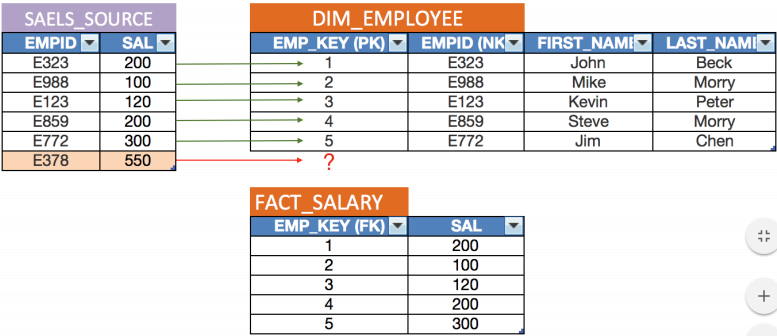 SAELS_SOURCE
EMPID SAL
E323 200
E988 100
E123 120
E859 200
E772 300
E378 550
DIM_EMPLOYEE
EMP_KEY (PK) EMPID (NK FIRST_NAME LAST_NAM
1 E323 John Beck
2 E988 Mike Morry
3 E123 Kevin Peter
4 E859 Steve Morry
5 E772 Jim Chen
?
FACT_SALARY
EMP_KEY (FK) SAL
1 200
2 100
3 120
4 200
5 300